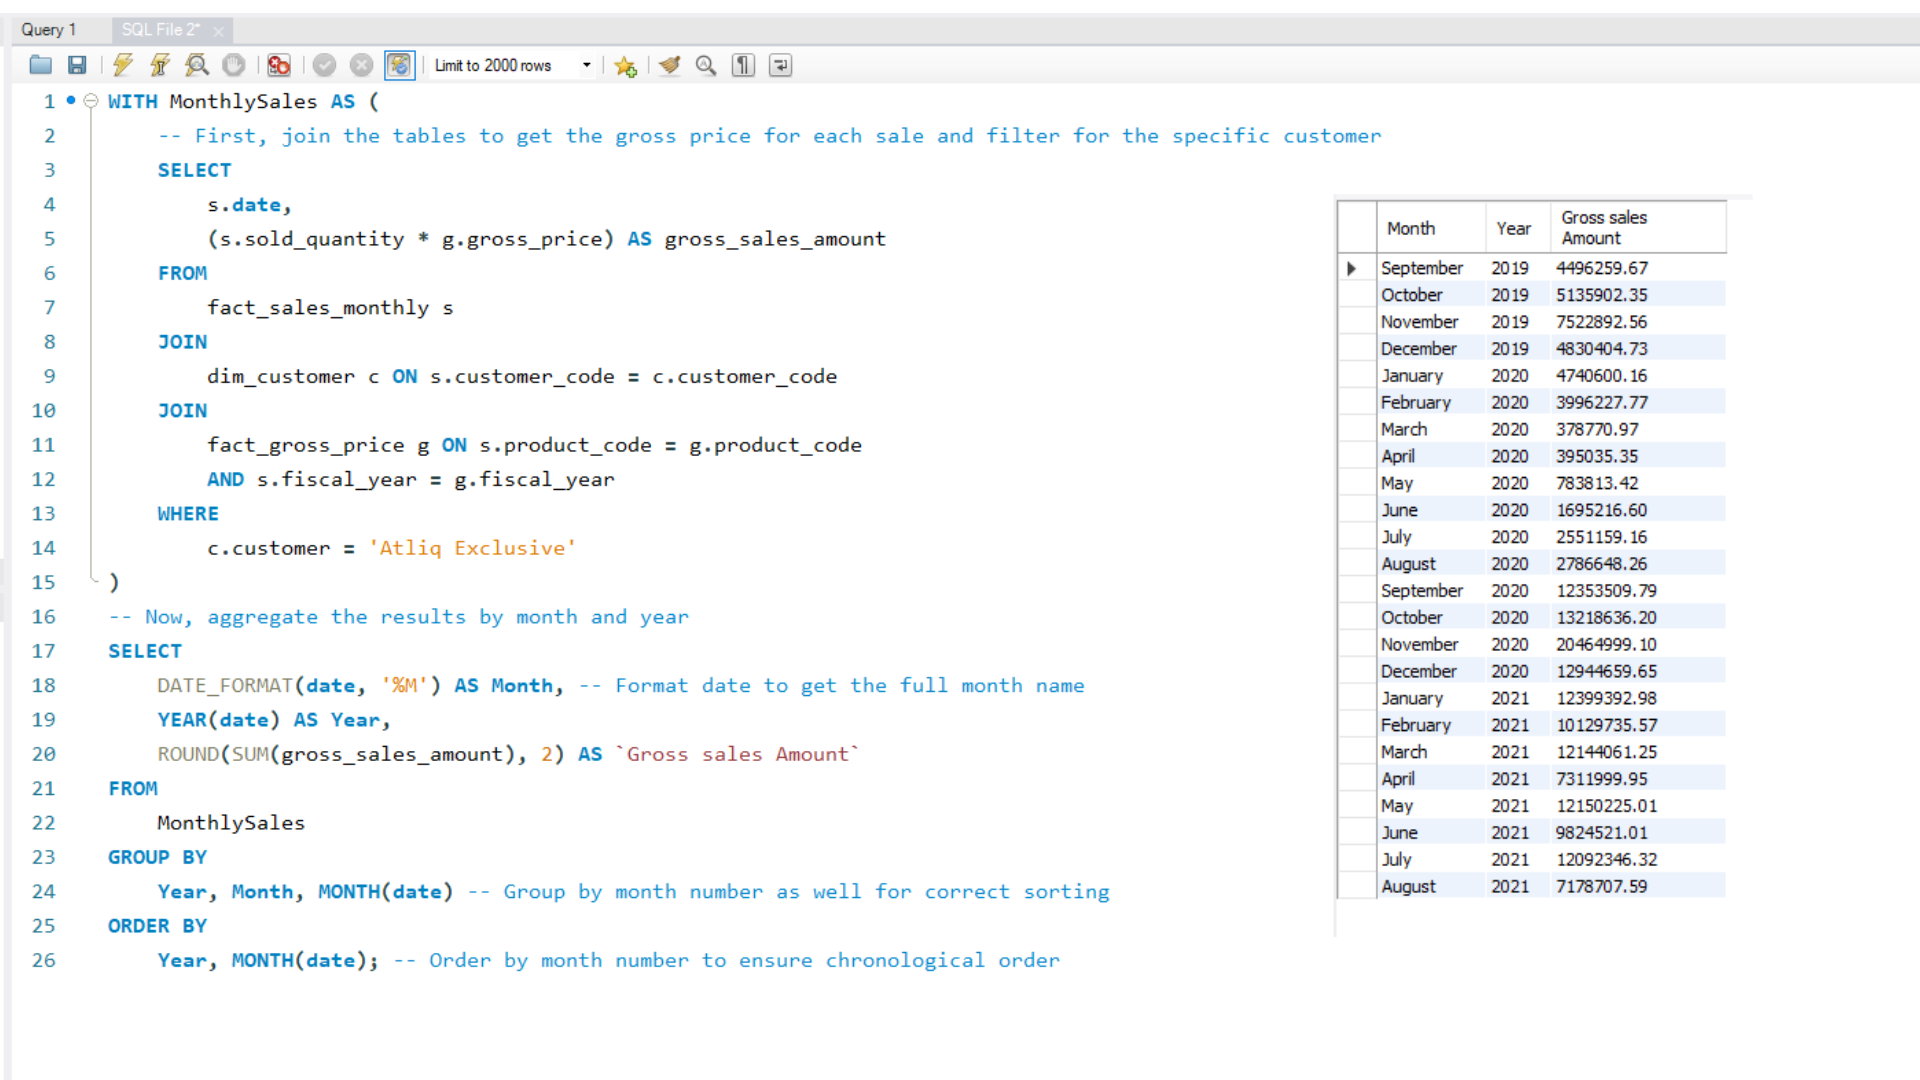 Query 1
SQL File 2*
Limit to 2000 rows
1 WITH MonthlySales AS (
2 -- First, join the tables to get the gross price for each sale and filter for the specific customer
3 SELECT
4 s.date,
5 (s.sold_quantity * g.gross_price) AS gross_sales_amount
6 FROM
7 fact_sales_monthly s
8 JOIN
9 dim_customer c ON s.customer_code = c.customer_code
10 JOIN
11 fact_gross_price g ON s.product_code = g.product_code
12 AND s.fiscal_year = g.fiscal_year
13 WHERE
14 c.customer = 'Atliq Exclusive'
15 )
16 -- Now, aggregate the results by month and year
17 SELECT
18 DATE_FORMAT(date, '%M') AS Month, -- Format date to get the full month name
19 YEAR(date) AS Year,
20 ROUND(SUM(gross_sales_amount), 2) AS `Gross sales Amount`
21 FROM
22 MonthlySales
23 GROUP BY
24 Year, Month, MONTH(date) -- Group by month number as well for correct sorting
25 ORDER BY
26 Year, MONTH(date); -- Order by month number to ensure chronological order
Month Year Gross sales
Amount
September 2019 4496259.67
October 2019 5135902.35
November 2019 7522892.56
December 2019 4830404.73
January 2020 4740600.16
February 2020 3996227.77
March 2020 378770.97
April 2020 395035.35
May 2020 783813.42
June 2020 1695216.60
July 2020 2551159.16
August 2020 2786648.26
September 2020 12353509.79
October 2020 13218636.20
November 2020 20464999.10
December 2020 12944659.65
January 2021 12399392.98
February 2021 10129735.57
March 2021 12144061.25
April 2021 7311999.95
May 2021 12150225.01
June 2021 9824521.01
July 2021 12092346.32
August 2021 7178707.59